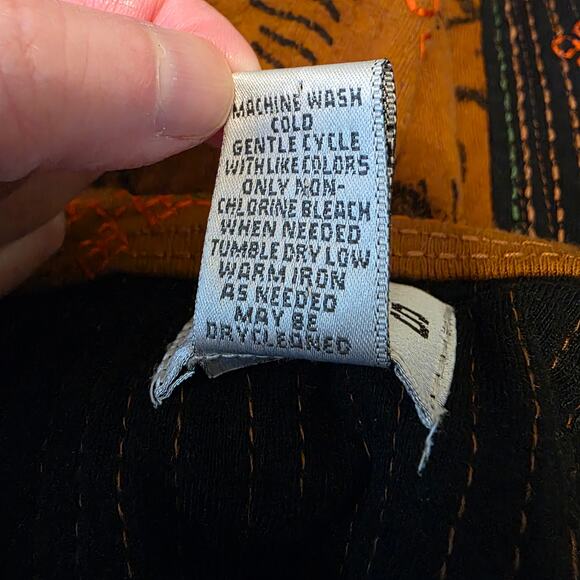 MACHINE WASH
COLD
GENTLE CYCLE
WITH LIKE COLORS
ONLY NON-
CHLORINE BLEACH
WHEN NEEDED
TUMBLE DRY LOW
WARM IRON
AS NEEDED
MAY BE
DRYCLEANED